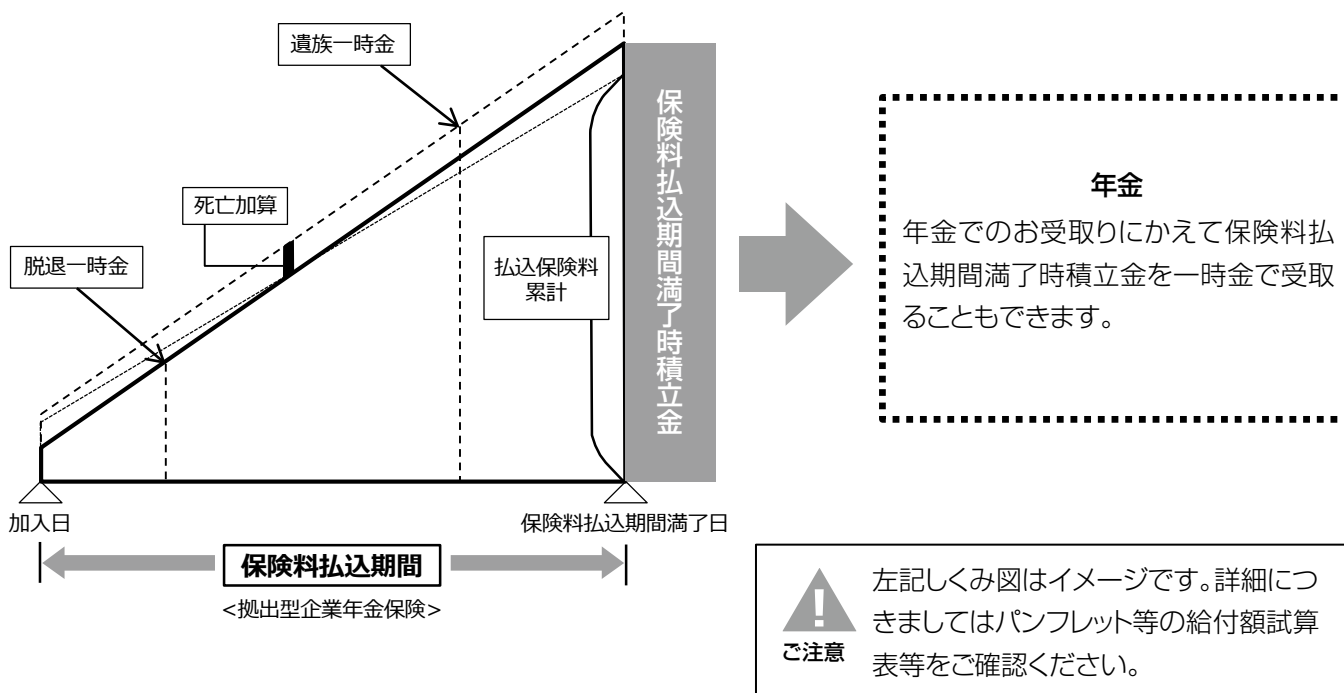 遺族一時金
死亡加算
脱退一時金
払込保険料
累計
保険料払込期間満了時積立金
加入日
保険料払込期間満了日
保険料払込期間
<拠出型企業年金保険>
年金
年金でのお受取りにかえて保険料払
込期間満了時積立金を一時金で受取
ることもできます。
!
ご注意
左記しくみ図はイメージです。詳細につ
きましてはパンフレット等の給付額試算
表等をご確認ください。